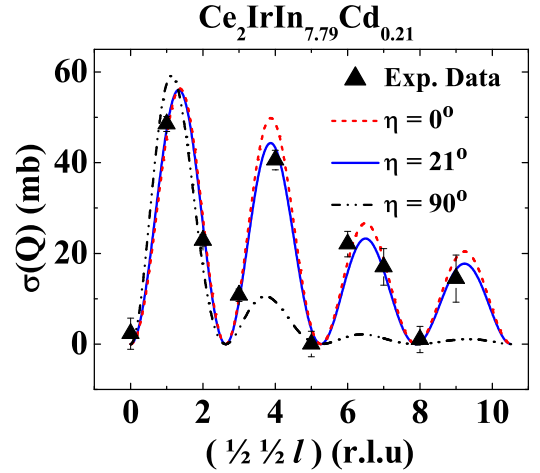 Ce₂IrIn₇.₇₉Cd₀.₂₁
60
40
20
0
σ(Q) (mb)
Exp. Data
η = 0°
η = 21°
η = 90°
0 2 4 6 8 10
( ½ ½ l ) (r.l.u)